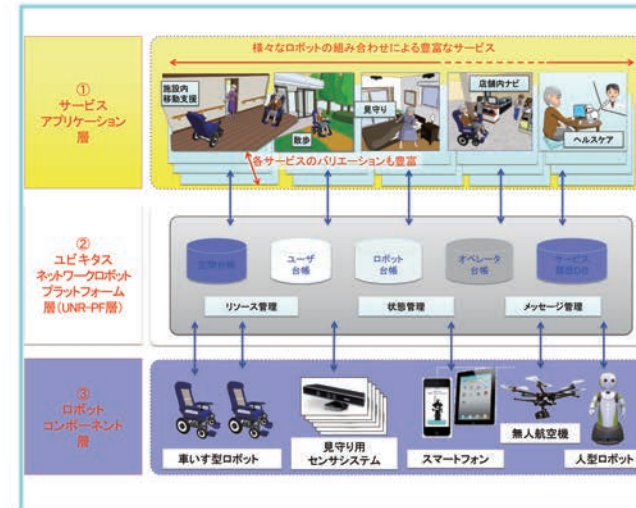 様々なロボットの組み合わせによる豊富なサービス
①
サービス
アプリケーション
層
施設内
移動支援
散歩
見守り
店舗内ナビ
ヘルスケア
各サービスのバリエーションも豊富
②
ユビキタス
ネットワークロボット
プラットフォーム
層(UNR-PF層)
空間台帳
ユーザ
台帳
ロボット
台帳
オペレータ
台帳
サービス
リソース管理
状態管理
メッセージ管理
③
ロボット
コンポーネント
層
車いす型ロボット
見守り用
センサシステム
スマートフォン
無人航空機
人型ロボット